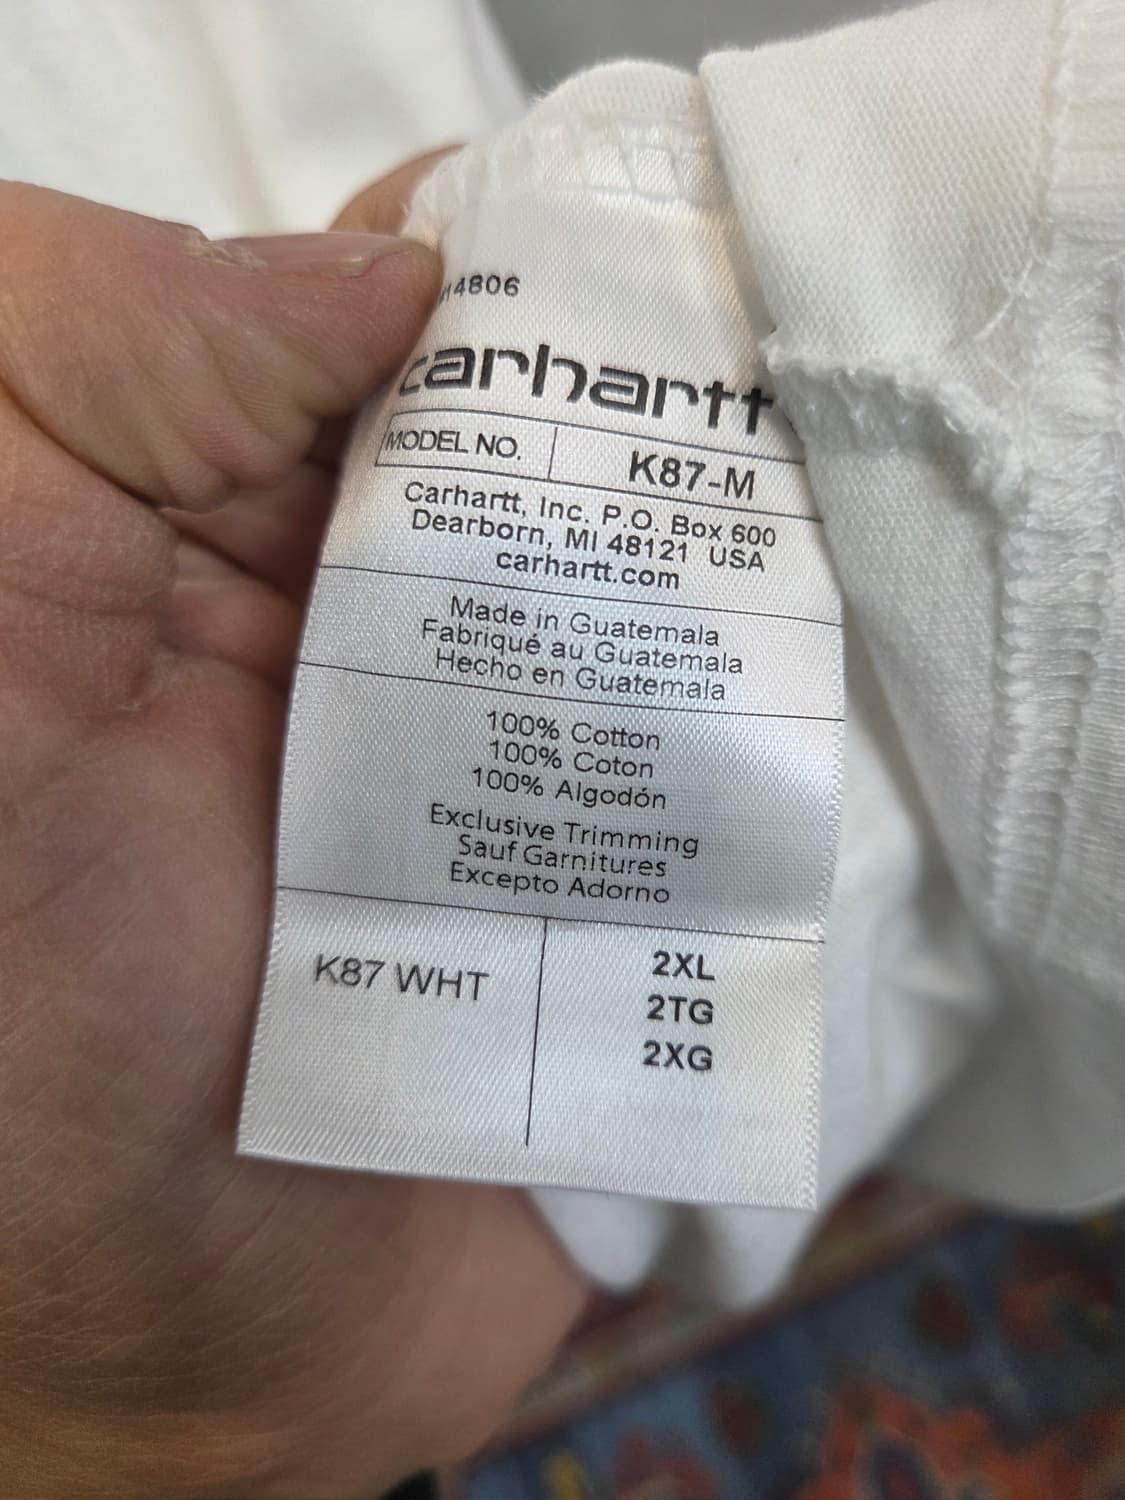 14806
carhartt
MODEL NO. K87-M
Carhartt, Inc. P.O. Box 600
Dearborn, MI 48121 USA
carhartt.com
Made in Guatemala
Fabriqué au Guatemala
Hecho en Guatemala
100% Cotton
100% Coton
100% Algodón
Exclusive Trimming
Sauf Garnitures
Excepto Adorno
K87 WHT
2XL
2TG
2XG